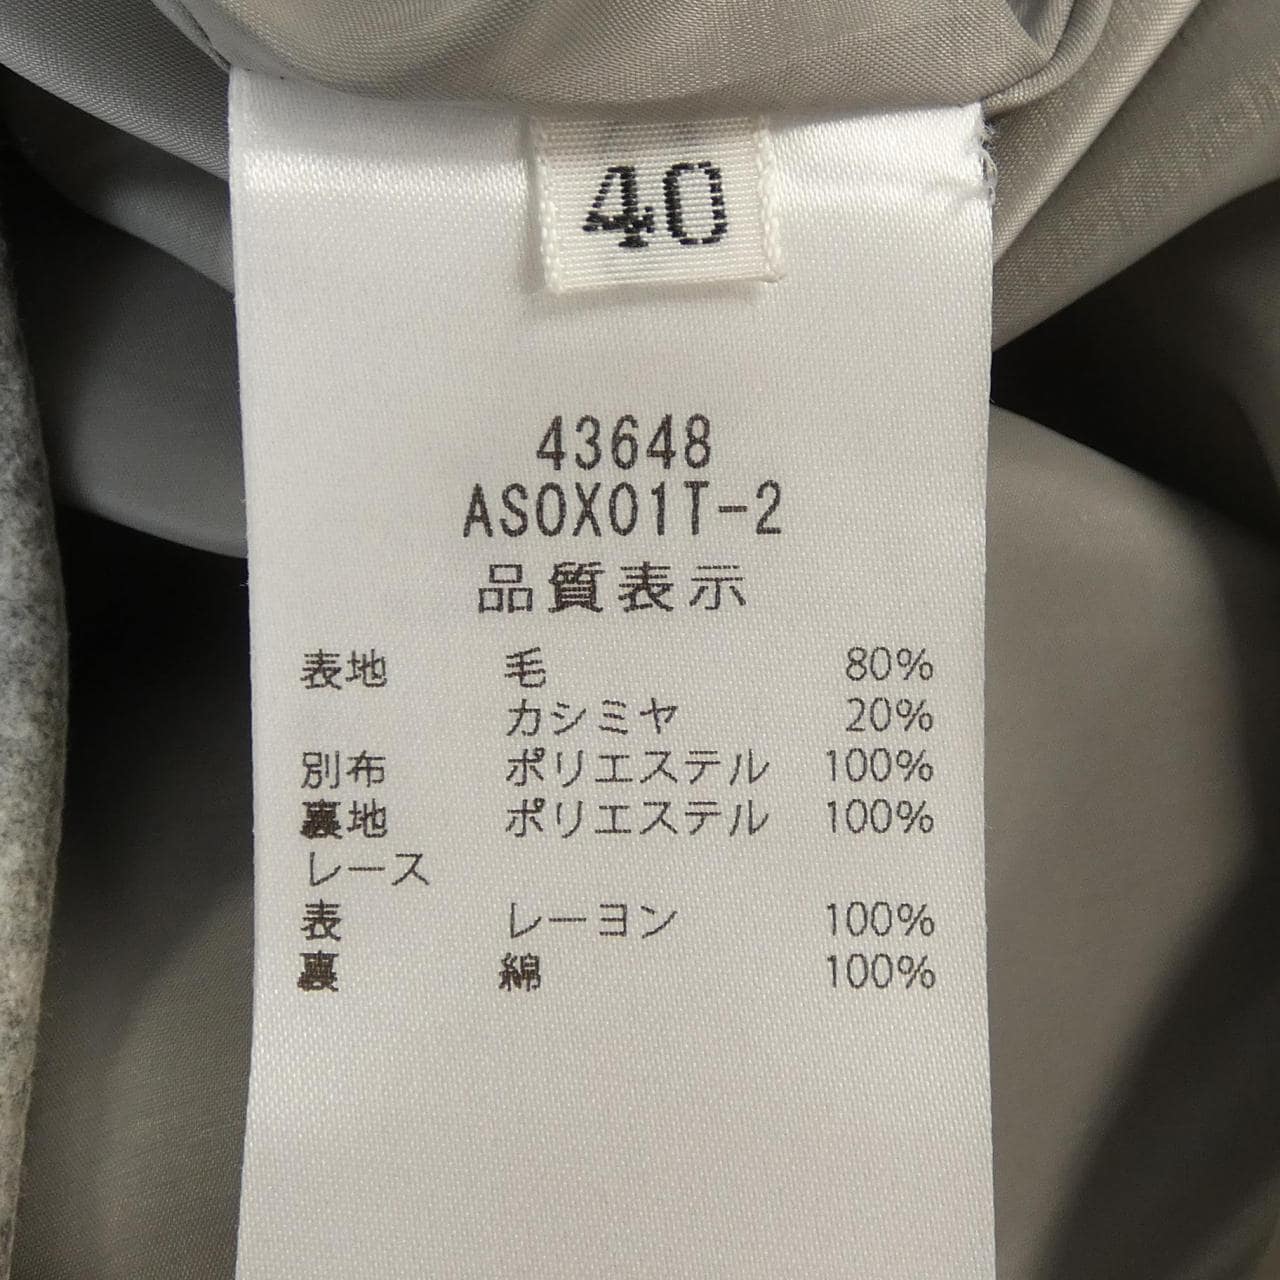 40
43648
ASOX01T-2
品質表示
表地 毛 80%
カシミヤ 20%
別布 ポリエステル 100%
裏地 ポリエステル 100%
レース
表 レーヨン 100%
裏 綿 100%